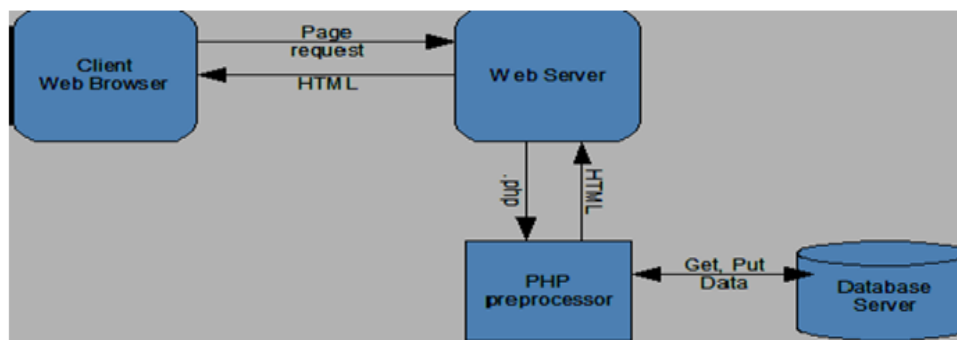 Client
Web Browser
Page
request
HTML
Web Server
.php
HTML
PHP
preprocessor
Get, Put
Data
Database
Server